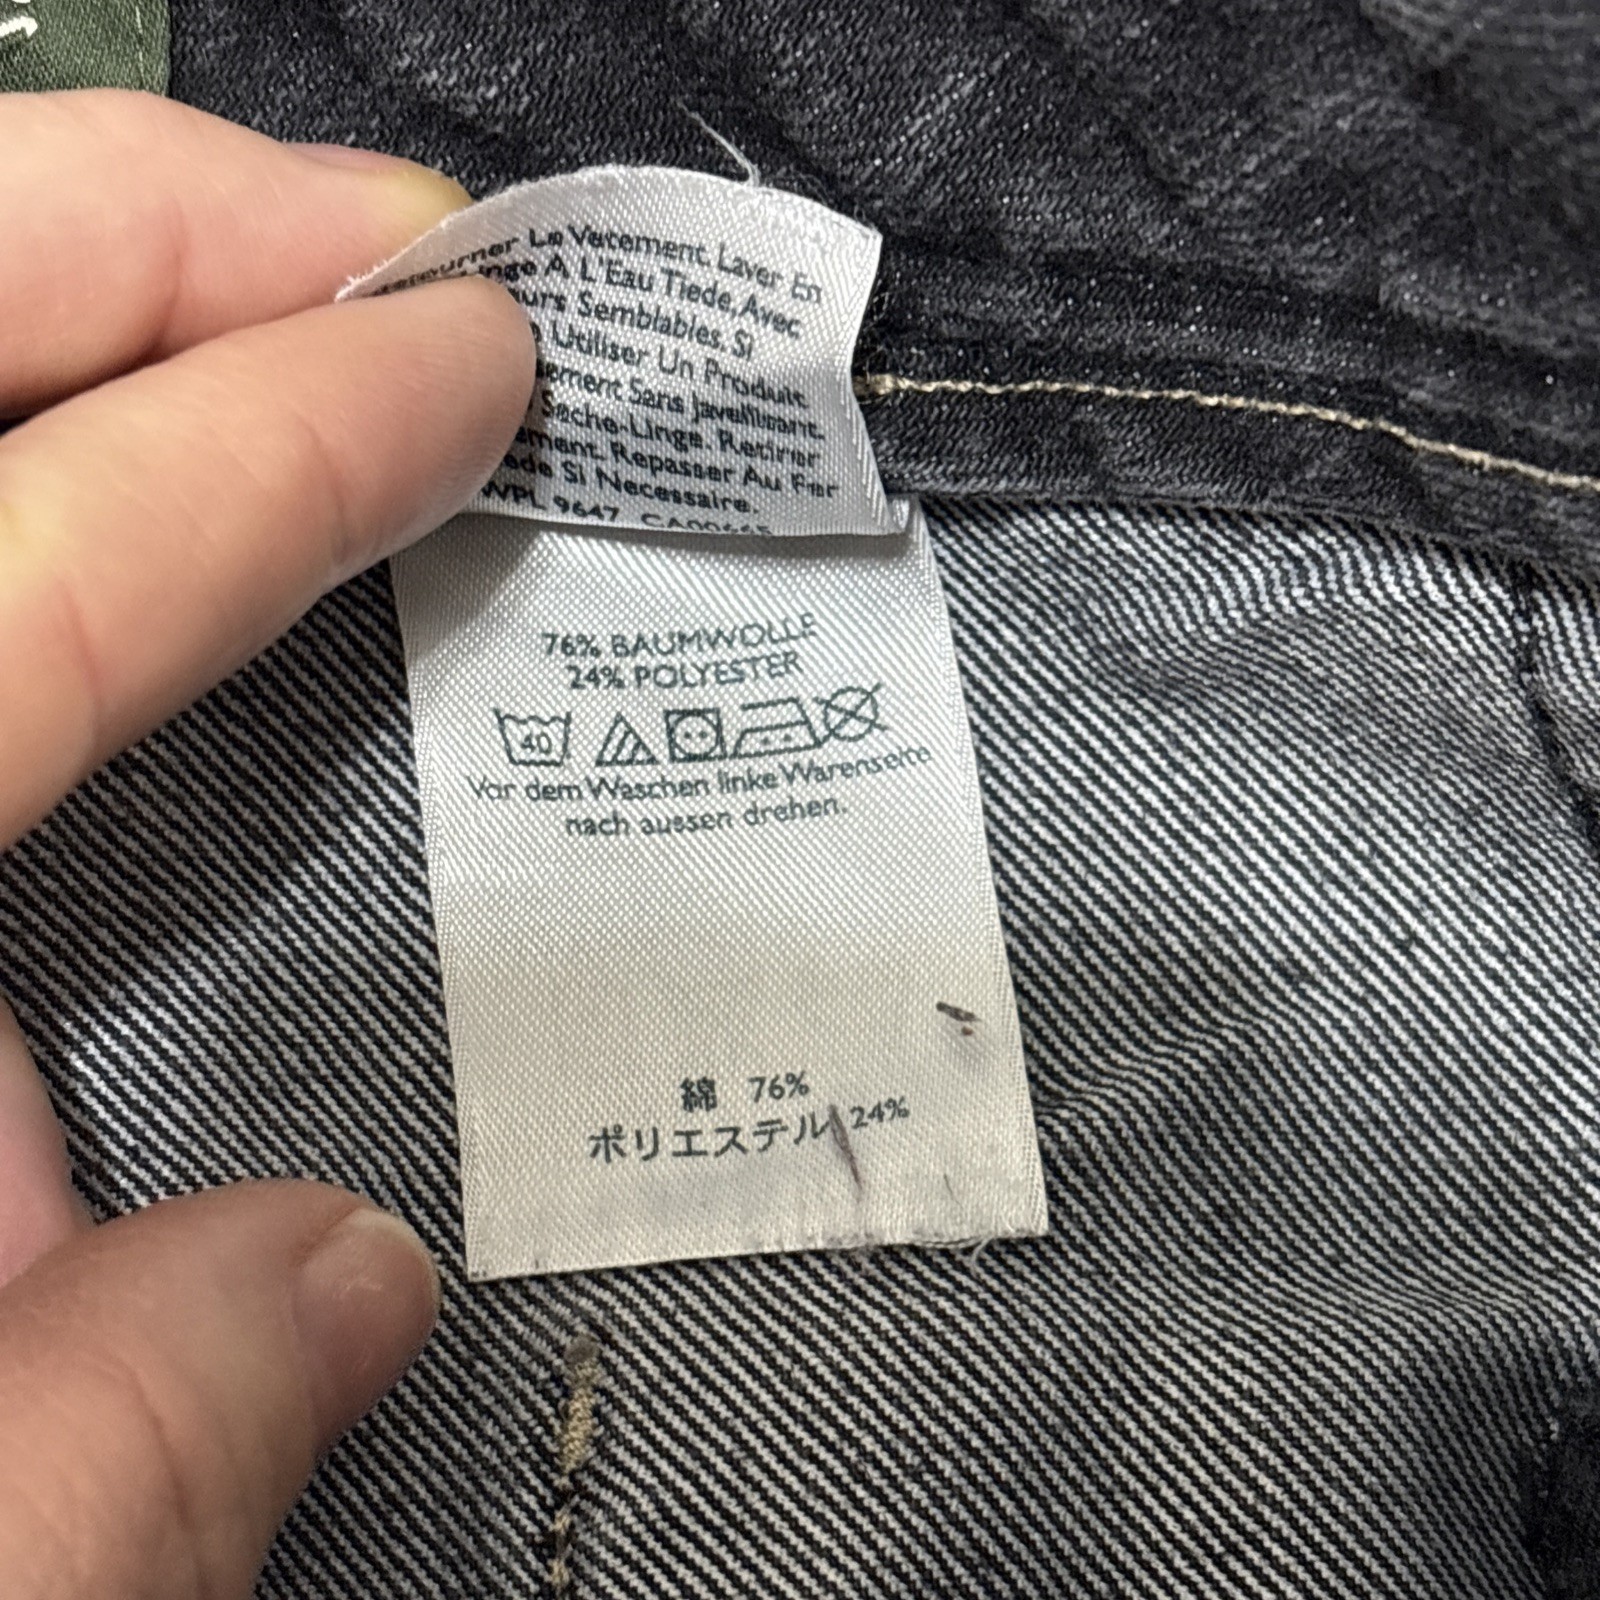 Le Vetement. Laver En
A L'Eau Tiede, Avec
Semblables. Si
Utiliser Un Produit
Sans Javellisant.
Seche-Linge. Retirer
Repasser Au Fer
Si Necessaire.
WPL 9647 CA00665
76% BAUMWOLLE
24% POLYESTER
40
Vor dem Waschen linke Warenseite
nach aussen drehen.
綿 76%
ポリエステル 24%